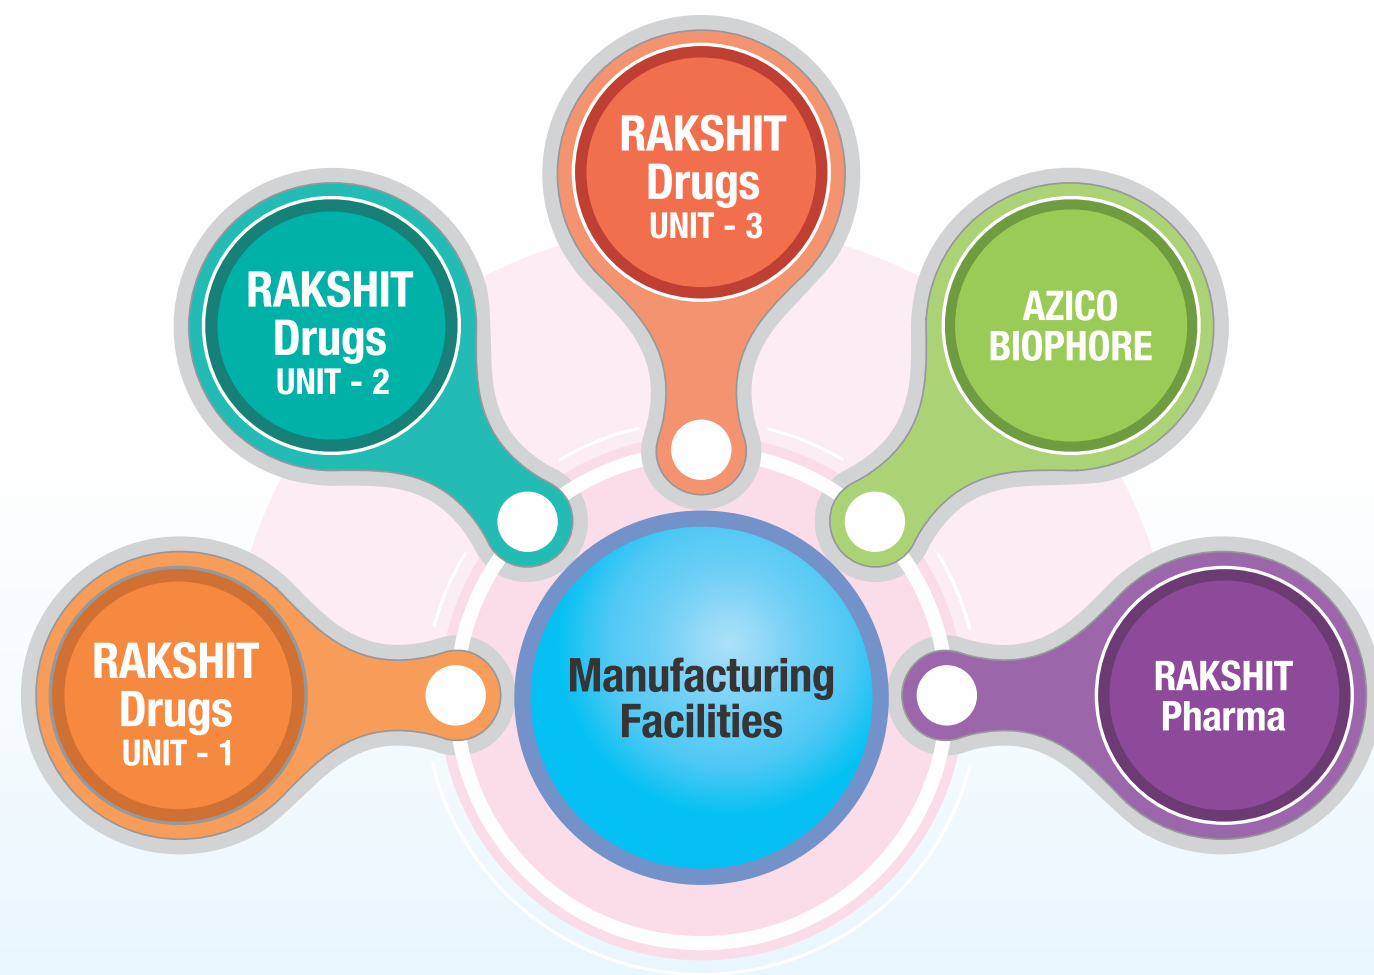 RAKSHIT
Drugs
UNIT - 3
RAKSHIT
Drugs
UNIT - 2
AZICO
BIOPHORE
RAKSHIT
Drugs
UNIT - 1
Manufacturing
Facilities
RAKSHIT
Pharma